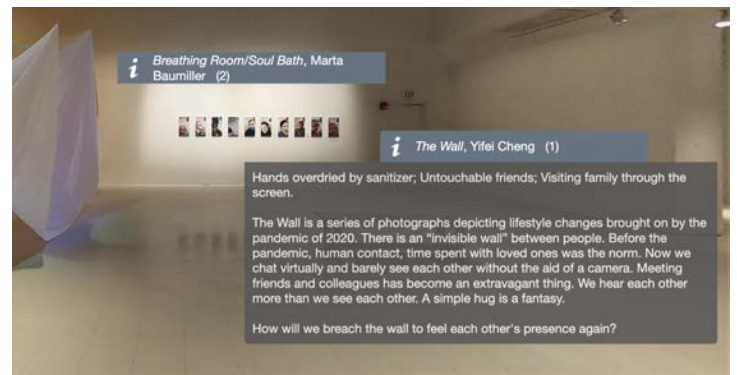 i Breathing Room/Soul Bath, Marta
Baumiller (2)
i The Wall, Yifei Cheng (1)
Hands overdried by sanitizer; Untouchable friends; Visiting family through the
screen.
The Wall is a series of photographs depicting lifestyle changes brought on by the
pandemic of 2020. There is an "invisible wall" between people. Before the
pandemic, human contact, time spent with loved ones was the norm. Now we
chat virtually and barely see each other without the aid of a camera. Meeting
friends and colleagues has become an extravagant thing. We hear each other
more than we see each other. A simple hug is a fantasy.
How will we breach the wall to feel each other's presence again?